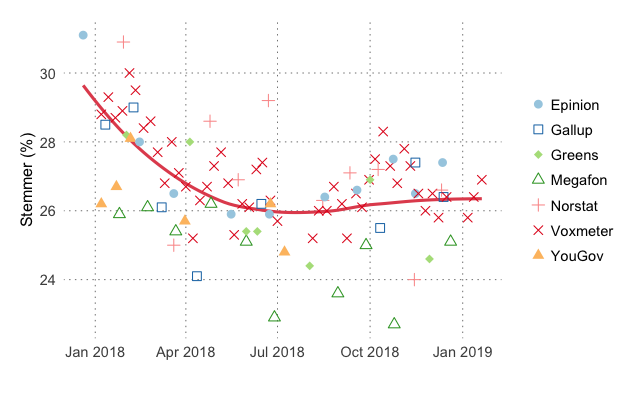 Stemmer (%)
30
28
26
24
Jan 2018
Apr 2018
Jul 2018
Oct 2018
Jan 2019
Epinion
Gallup
Greens
Megafon
Norstat
Voxmeter
YouGov